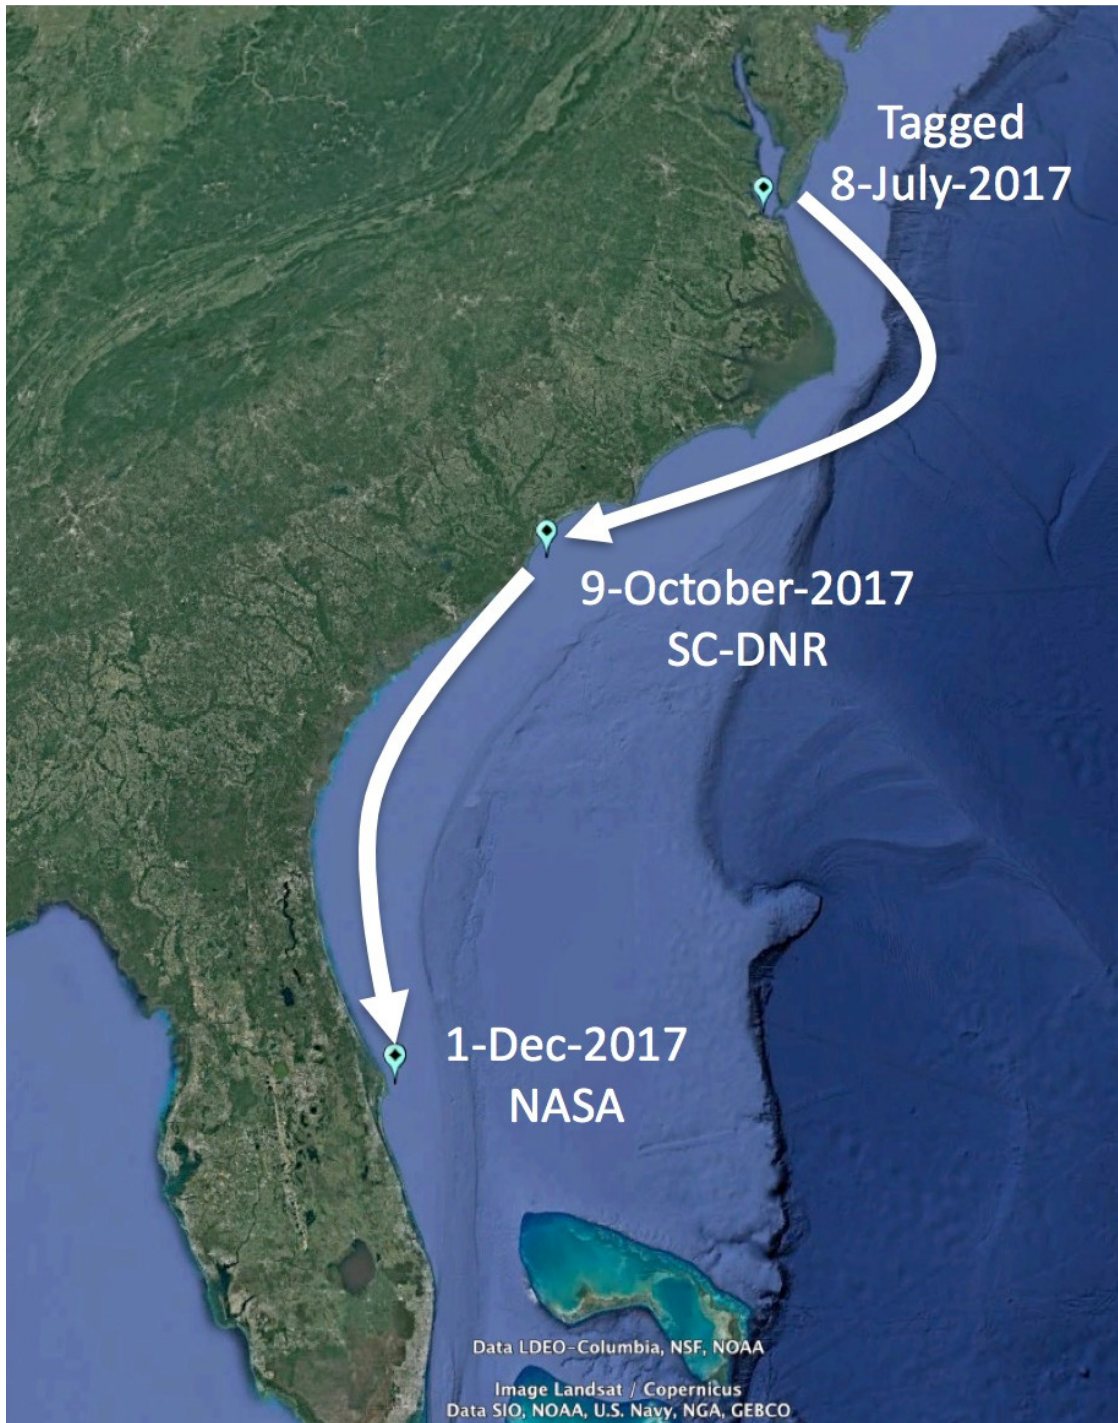 Tagged
8-July-2017
9-October-2017
SC-DNR
1-Dec-2017
NASA
Data LDEO-Columbia, NSF, NOAA
Image Landsat / Copernicus
Data SIO, NOAA, U.S. Navy, NGA, GEBCO